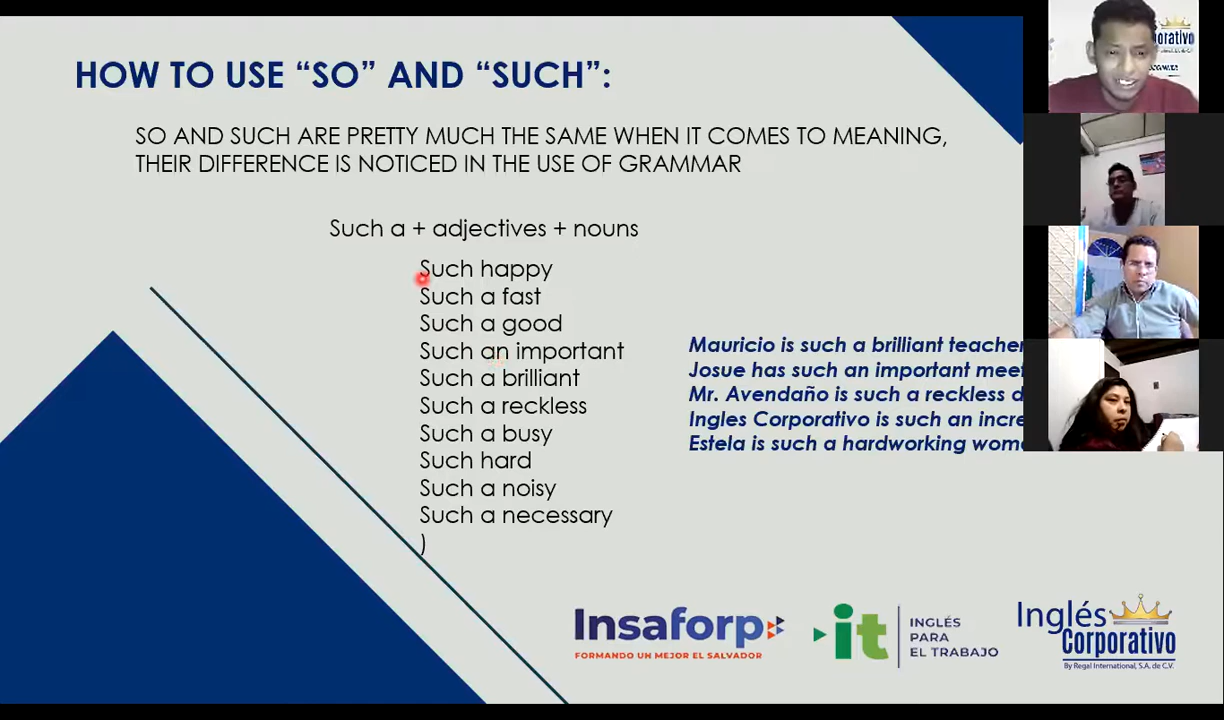 HOW TO USE “SO” AND “SUCH”:
SO AND SUCH ARE PRETTY MUCH THE SAME WHEN IT COMES TO MEANING,
THEIR DIFFERENCE IS NOTICED IN THE USE OF GRAMMAR
Such a + adjectives + nouns
Such happy
Such a fast
Such a good
Such an important
Such a brilliant
Such a reckless
Such a busy
Such hard
Such a noisy
Such a necessary
)
Mauricio is such a brilliant teacher
Josue has such an important
Mr. Avendaño is such a reckless
Ingles Corporativo is such an
Estela is such a hardworking
Insaforp
FORMANDO UN MEJOR EL SALVADOR
it
INGLÉS
PARA
EL TRABAJO
Inglés
Corporativo
By Regal International, S.A. de C.V.